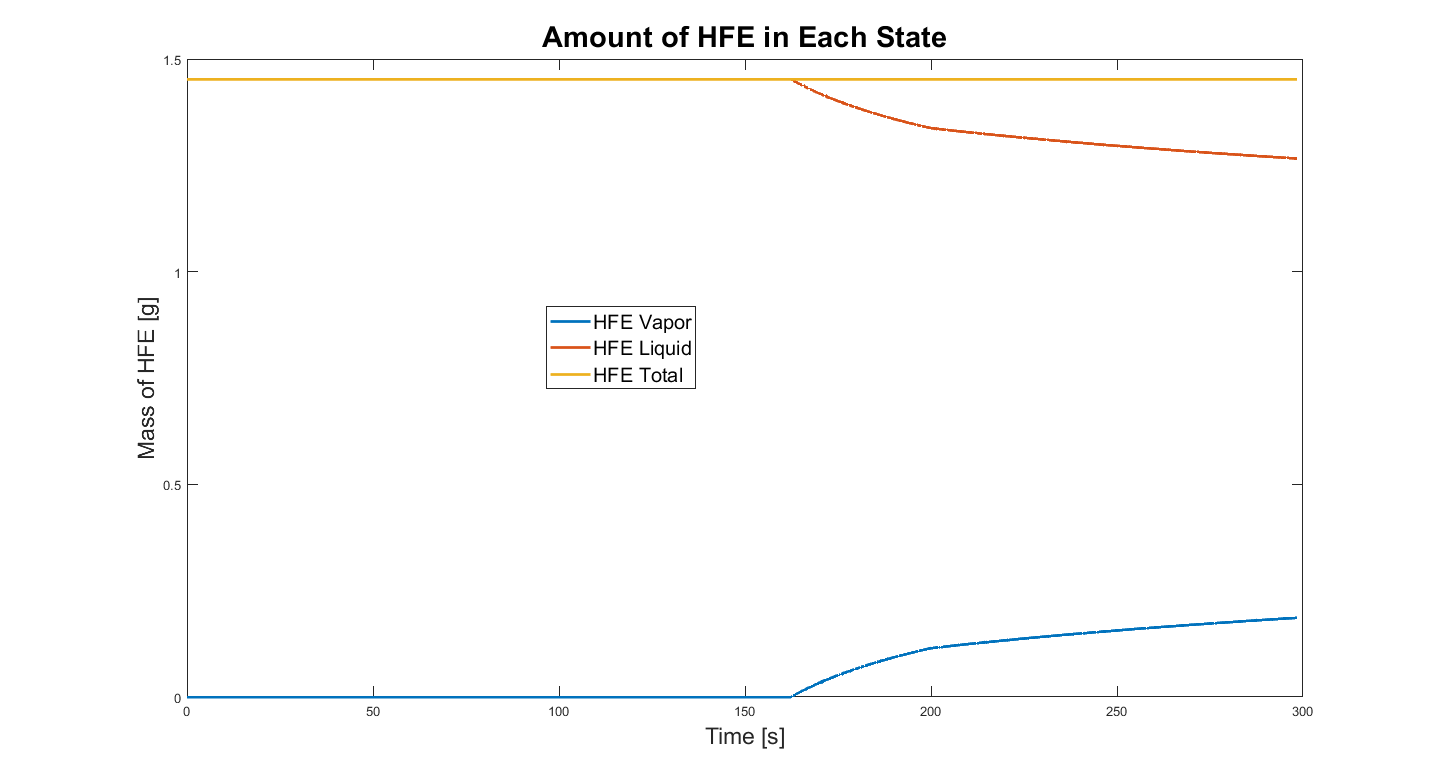 Amount of HFE in Each State
1.5
1
0.5
0
Mass of HFE [g]
HFE Vapor
HFE Liquid
HFE Total
0 50 100 150 200 250 300
Time [s]